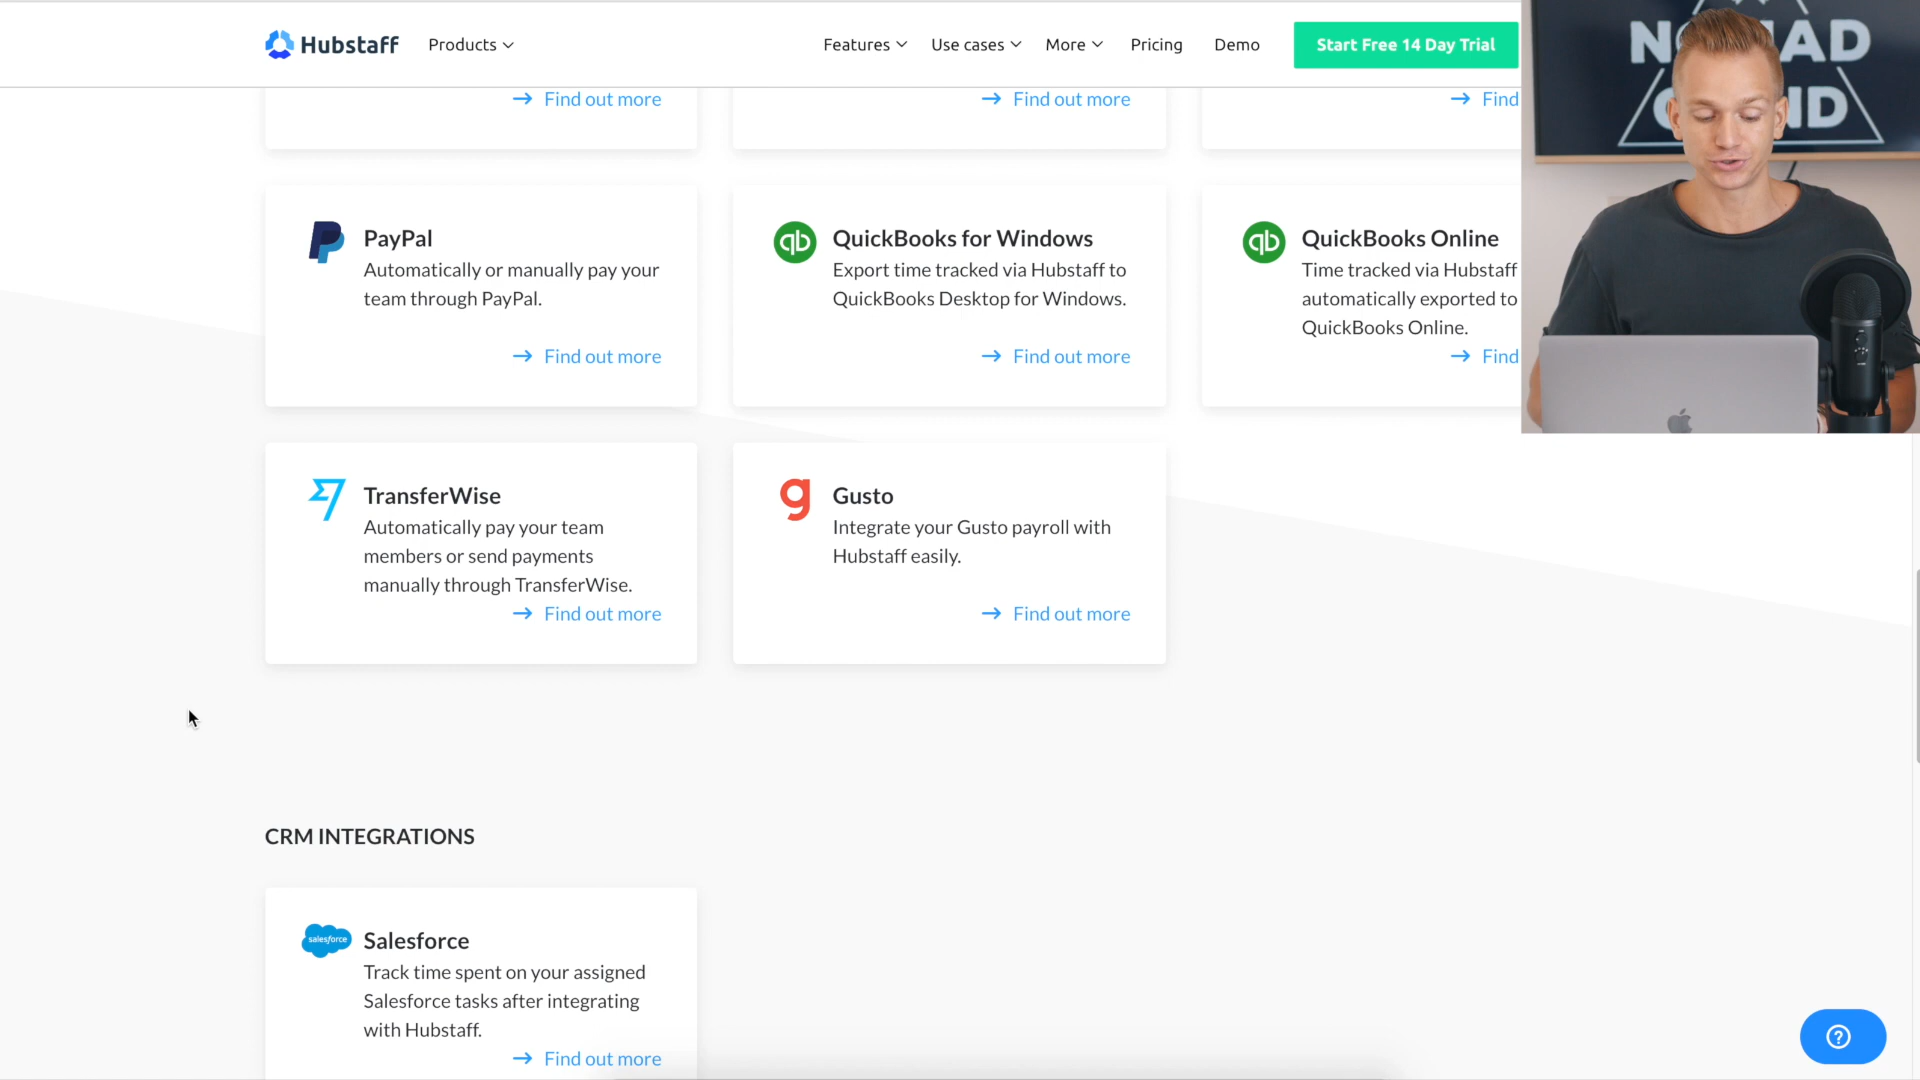 Hubstaff
Products
Features
Use cases
More
Pricing
Demo
Start Free 14 Day Trial
NOMAD
Find out more
Find out more
Find
PayPal
Automatically or manually pay your
team through PayPal.
Find out more
QuickBooks for Windows
Export time tracked via Hubstaff to
QuickBooks Desktop for Windows.
Find out more
QuickBooks Online
Time tracked via Hubstaff
automatically exported to
QuickBooks Online.
Find
TransferWise
Automatically pay your team
members or send payments
manually through TransferWise.
Find out more
Gusto
Integrate your Gusto payroll with
Hubstaff easily.
Find out more
CRM INTEGRATIONS
salesforce
Salesforce
Track time spent on your assigned
Salesforce tasks after integrating
with Hubstaff.
Find out more